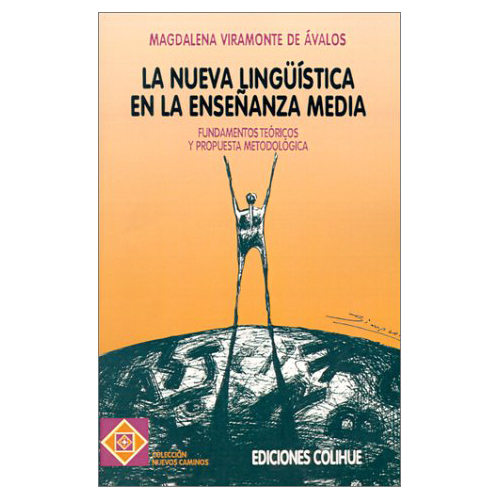 MAGDALENA VIRAMONTE DE ÁVALOS
LA NUEVA LINGÜÍSTICA
EN LA ENSEÑANZA MEDIA
FUNDAMENTOS TEÓRICOS
Y PROPUESTA METODOLÓGICA
COLECCIÓN
NUEVOS CAMINOS
EDICIONES COLIHUE